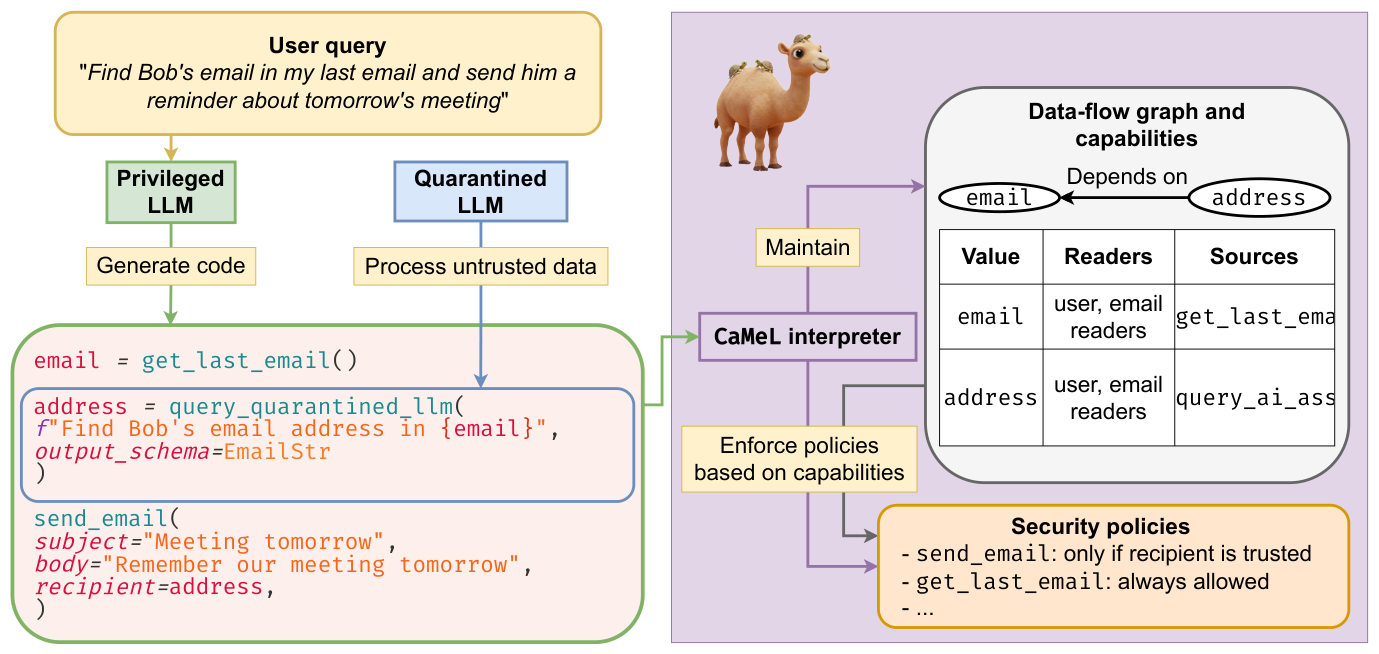 User query
"Find Bob's email in my last email and send him a
reminder about tomorrow's meeting"
Privileged
LLM
Quarantined
LLM
Generate code
Process untrusted data
email = get_last_email()
address = query_quarantined_llm(
f"Find Bob's email address in {email}",
output_schema=EmailStr
)
send_email(
subject="Meeting tomorrow",
body="Remember our meeting tomorrow",
recipient=address,
)
Maintain
CaMeL interpreter
Enforce policies
based on capabilities
Data-flow graph and
capabilities
Depends on
email
address
Value Readers Sources
email user, email
readers get_last_ema
address user, email
readers query_ai_ass
Security policies
- send_email: only if recipient is trusted
- get_last_email: always allowed
- ...